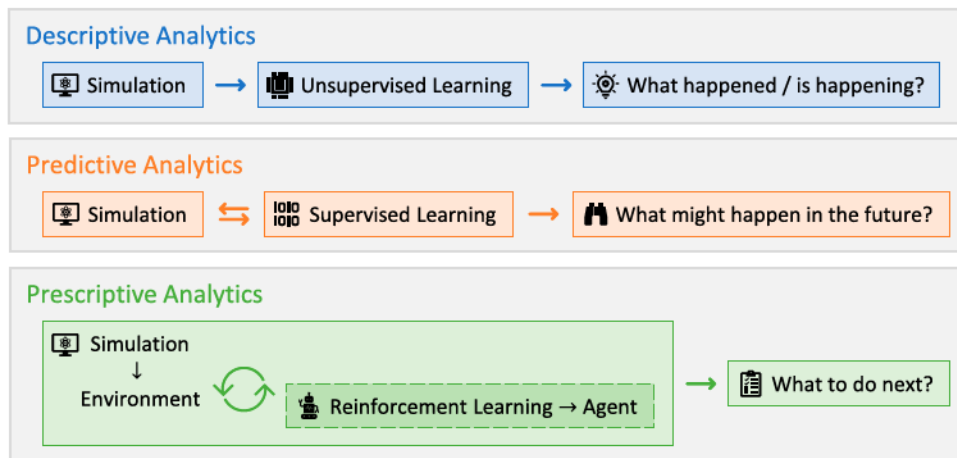 Descriptive Analytics
Simulation → Unsupervised Learning → What happened / is happening?
Predictive Analytics
Simulation ⇆ Supervised Learning → What might happen in the future?
Prescriptive Analytics
Simulation
↓
Environment
Reinforcement Learning → Agent
→ What to do next?